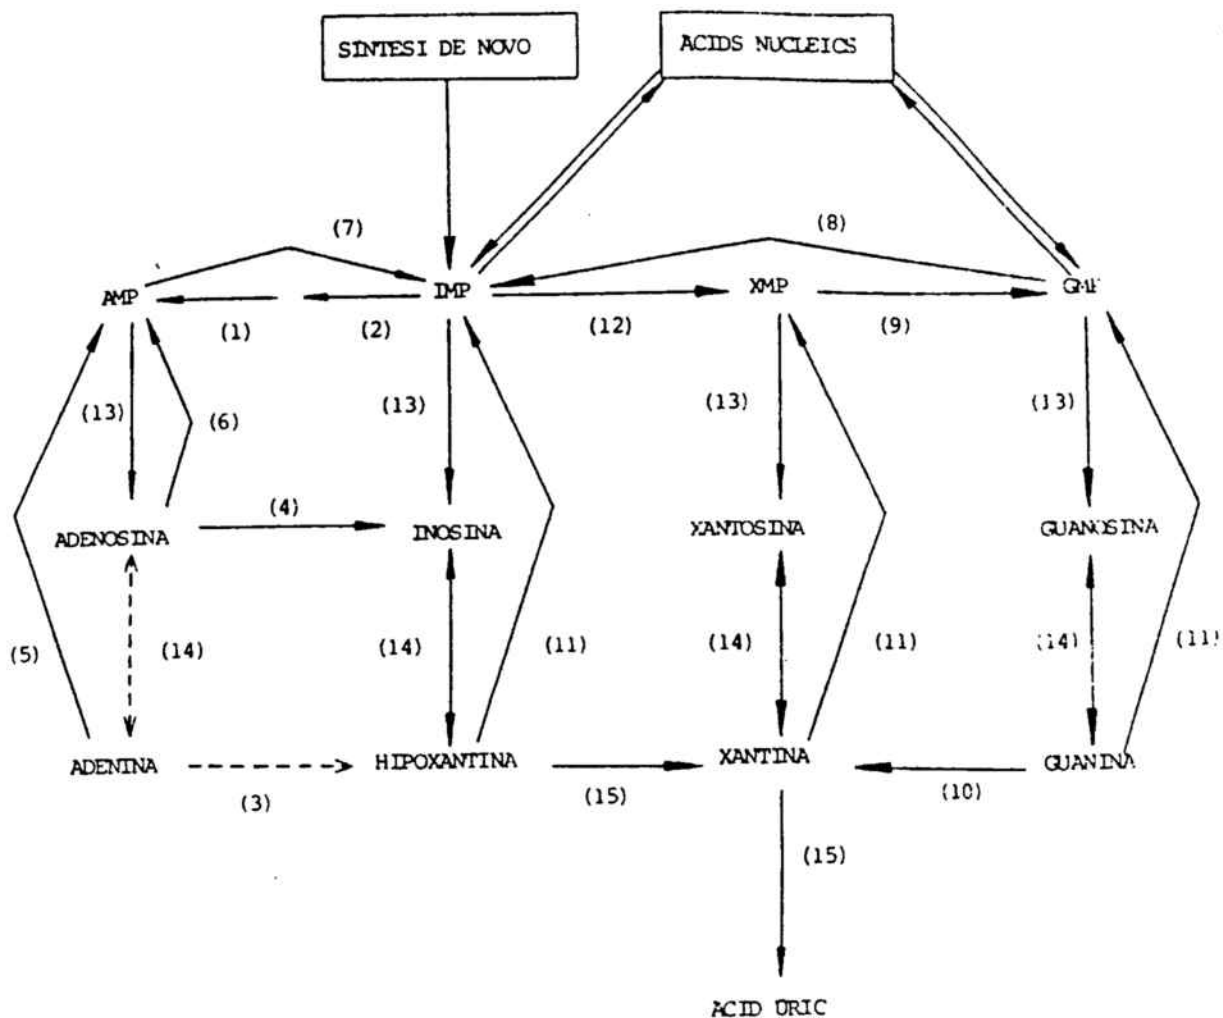 SINTESI DE NOVO
ACIDS NUCLEICS
(7)
(8)
AMP
IMP
XMP
GMP
(1)
(2)
(12)
(9)
(13)
(6)
(13)
(13)
(13)
ADENOSINA
(4)
INOSINA
XANTOSINA
GUANOSINA
(5)
(14)
(14)
(11)
(14)
(11)
(14)
(11)
ADENINA
HIPOXANTINA
XANTINA
GUANINA
(3)
(15)
(10)
(15)
ACID URIC